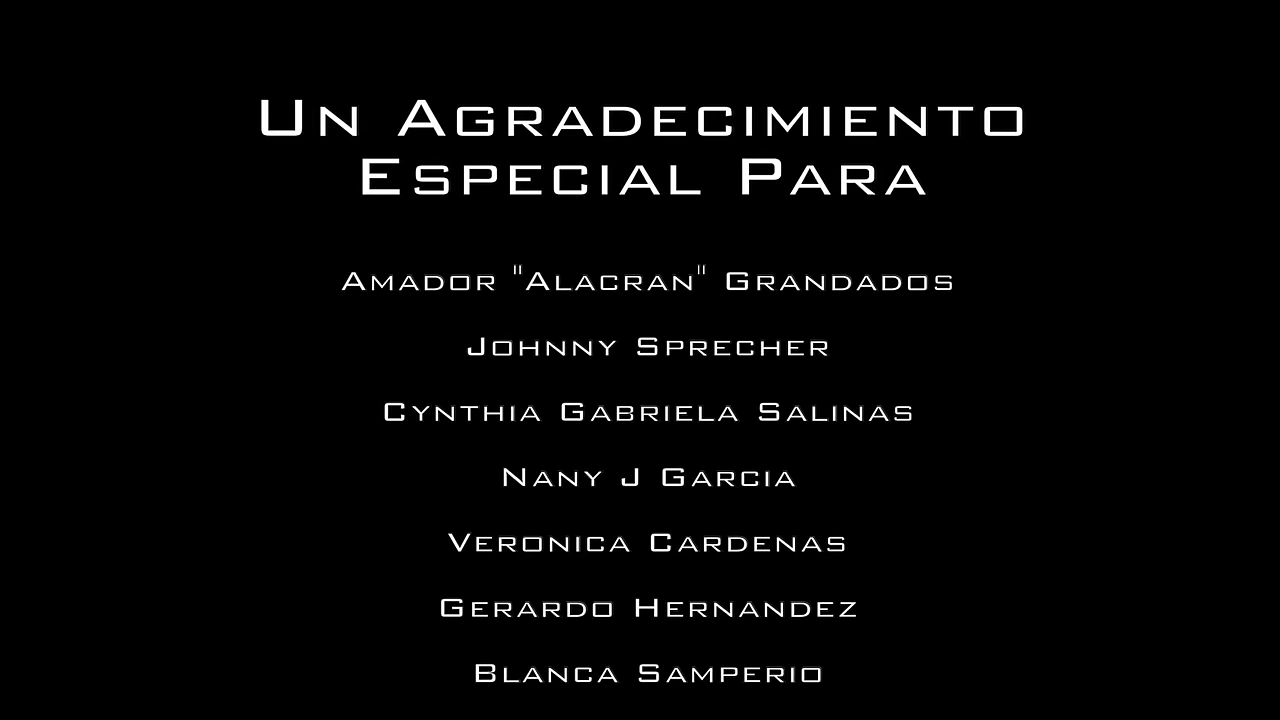 Un Agradecimiento
Especial Para
Amador "Alacran" Grandados
Johnny Sprecher
Cynthia Gabriela Salinas
Nany J Garcia
Veronica Cardenas
Gerardo Hernandez
Blanca Samperio